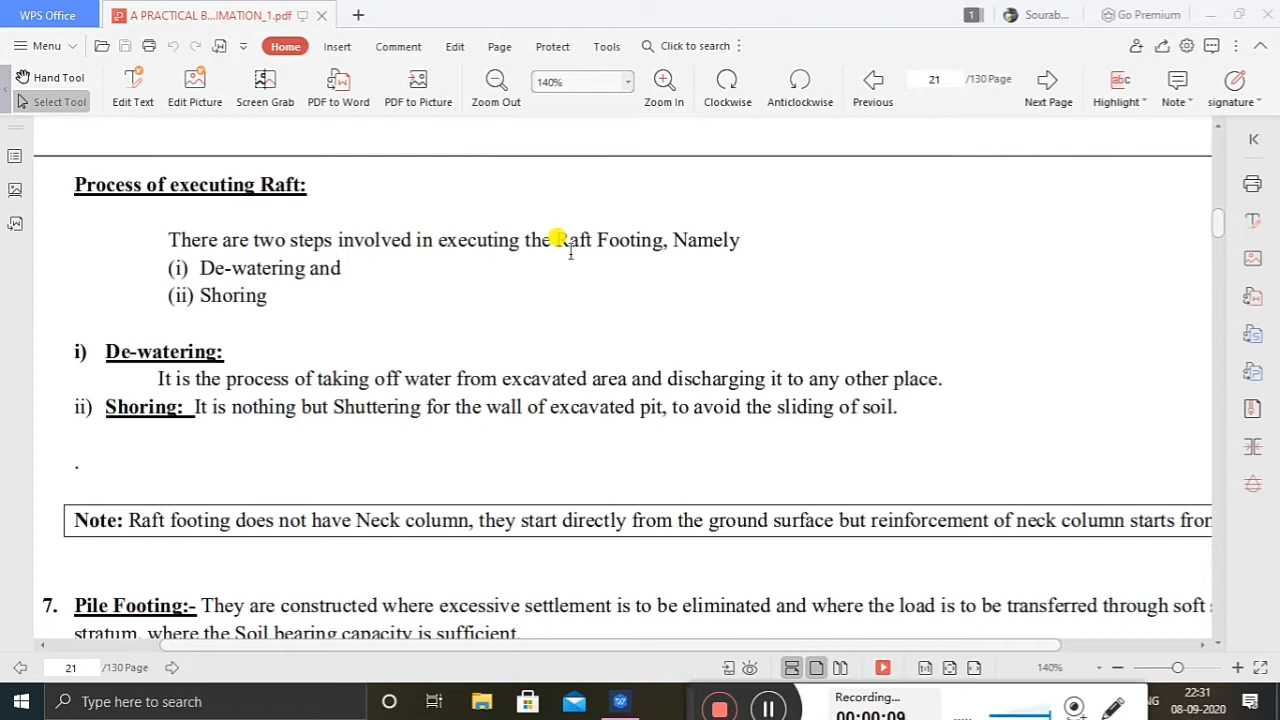 WPS Office
A PRACTICAL B...IMATION_1.pdf
1
Sourab...
Go Premium
Menu
Home
Insert
Comment
Edit
Page
Protect
Tools
Click to search
Hand Tool
Select Tool
Edit Text
Edit Picture
Screen Grab
PDF to Word
PDF to Picture
Zoom Out
140%
Zoom In
Clockwise
Anticlockwise
Previous
21
/130 Page
Next Page
Highlight
Note
signature
Process of executing Raft:
There are two steps involved in executing the Raft Footing, Namely
(i) De-watering and
(ii) Shoring
i) De-watering:
It is the process of taking off water from excavated area and discharging it to any other place.
ii) Shoring: It is nothing but Shuttering for the wall of excavated pit, to avoid the sliding of soil.
.
Note: Raft footing does not have Neck column, they start directly from the ground surface but reinforcement of neck column starts
7. Pile Footing:- They are constructed where excessive settlement is to be eliminated and where the load is to be transferred through soft
stratum, where the Soil bearing capacity is sufficient.
21
/130 Page
140%
Type here to search
Recording...
00:00:09
22:31
08-09-2020